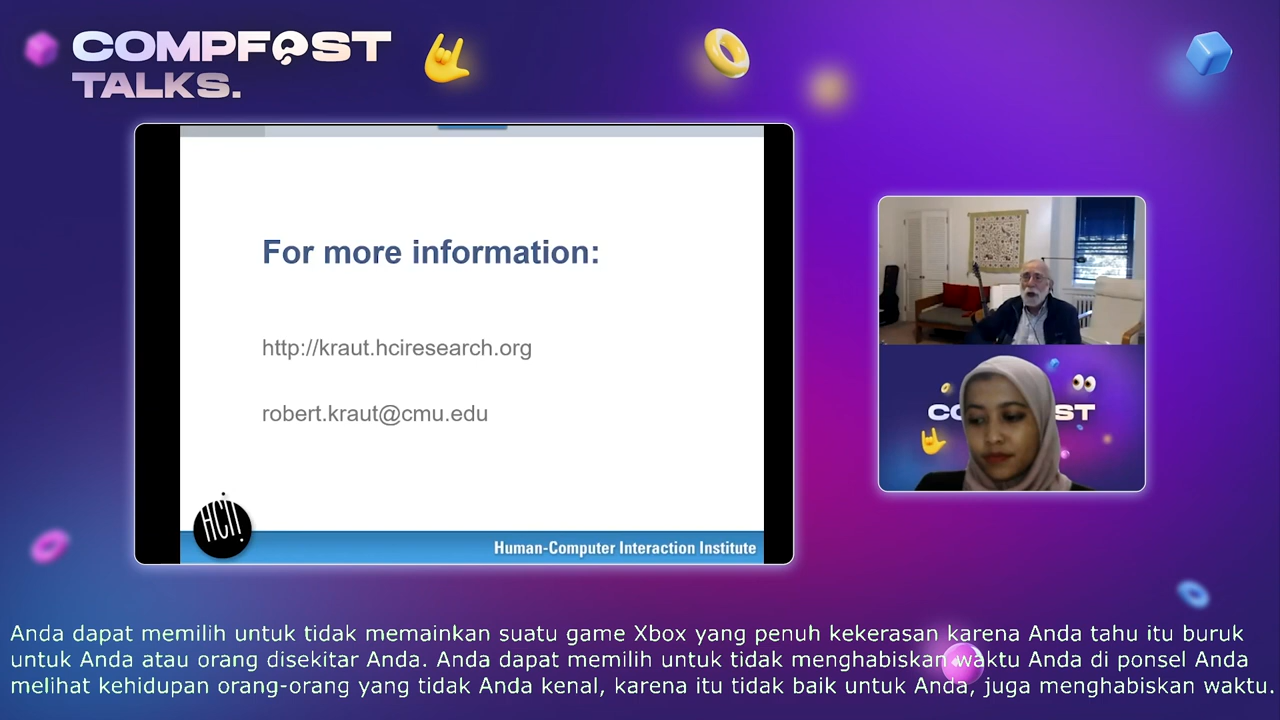 COMPFEST
TALKS.
For more information:
http://kraut.hciresearch.org
robert.kraut@cmu.edu
HCII
Human-Computer Interaction Institute
CO ST
Anda dapat memilih untuk tidak memainkan suatu game Xbox yang penuh kekerasan karena Anda tahu itu buruk
untuk Anda atau orang disekitar Anda. Anda dapat memilih untuk tidak menghabiskan waktu Anda di ponsel Anda
melihat kehidupan orang-orang yang tidak Anda kenal, karena itu tidak baik untuk Anda, juga menghabiskan waktu.